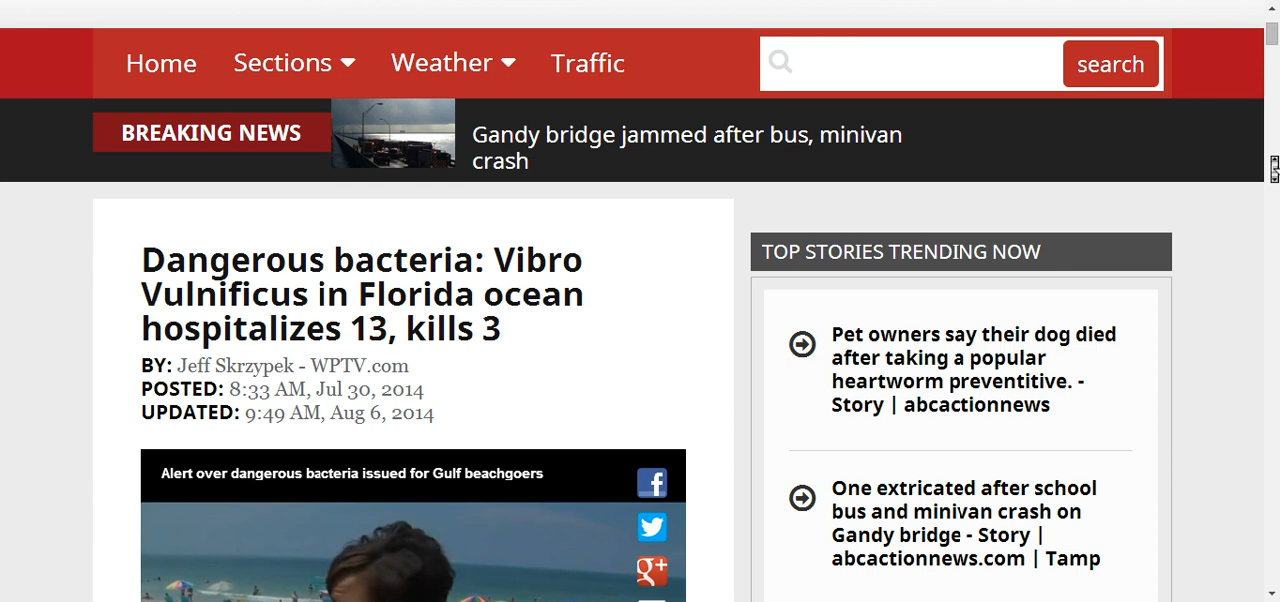 Home Sections Weather Traffic search
BREAKING NEWS
Gandy bridge jammed after bus, minivan
crash
Dangerous bacteria: Vibro
Vulnificus in Florida ocean
hospitalizes 13, kills 3
BY: Jeff Skrzypek - WPTV.com
POSTED: 8:33 AM, Jul 30, 2014
UPDATED: 9:49 AM, Aug 6, 2014
Alert over dangerous bacteria issued for Gulf beachgoers
f
g+
TOP STORIES TRENDING NOW
Pet owners say their dog died
after taking a popular
heartworm preventitive. -
Story | abcactionnews
One extricated after school
bus and minivan crash on
Gandy bridge - Story |
abcactionnews.com | Tamp